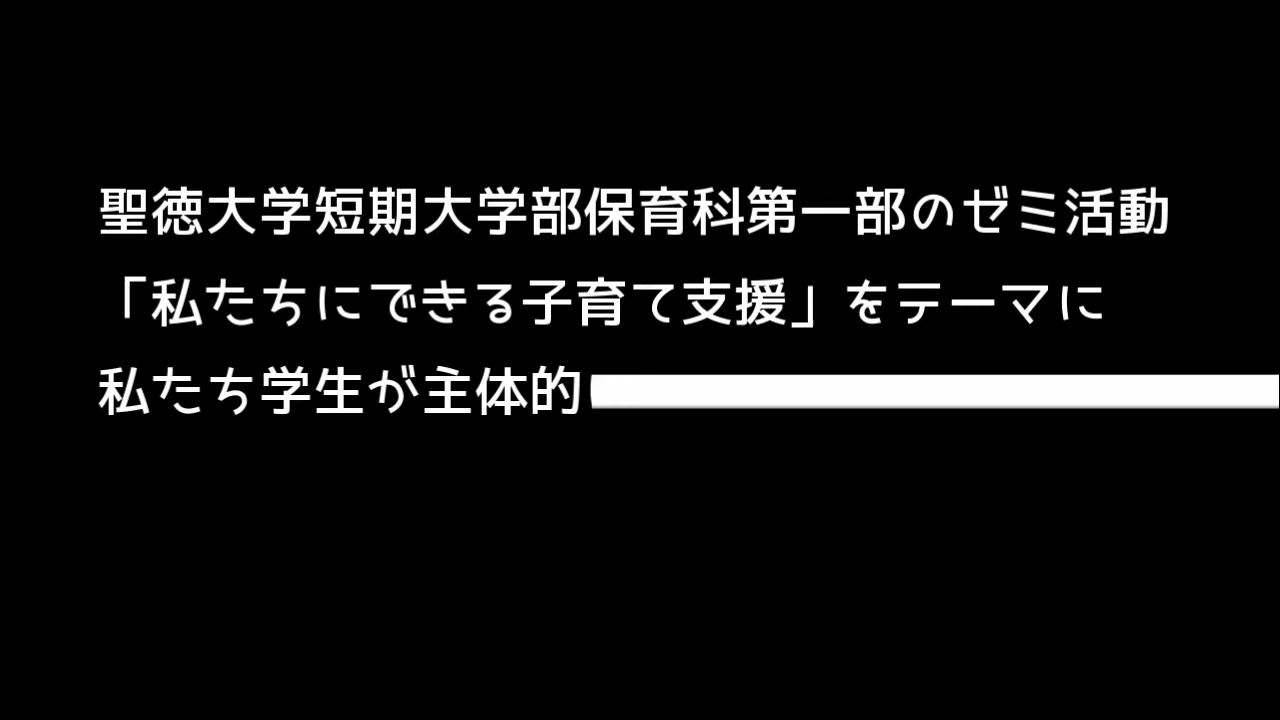 聖徳大学短期大学部保育科第一部のゼミ活動
「私たちにできる子育て支援」をテーマに
私たち学生が主体的